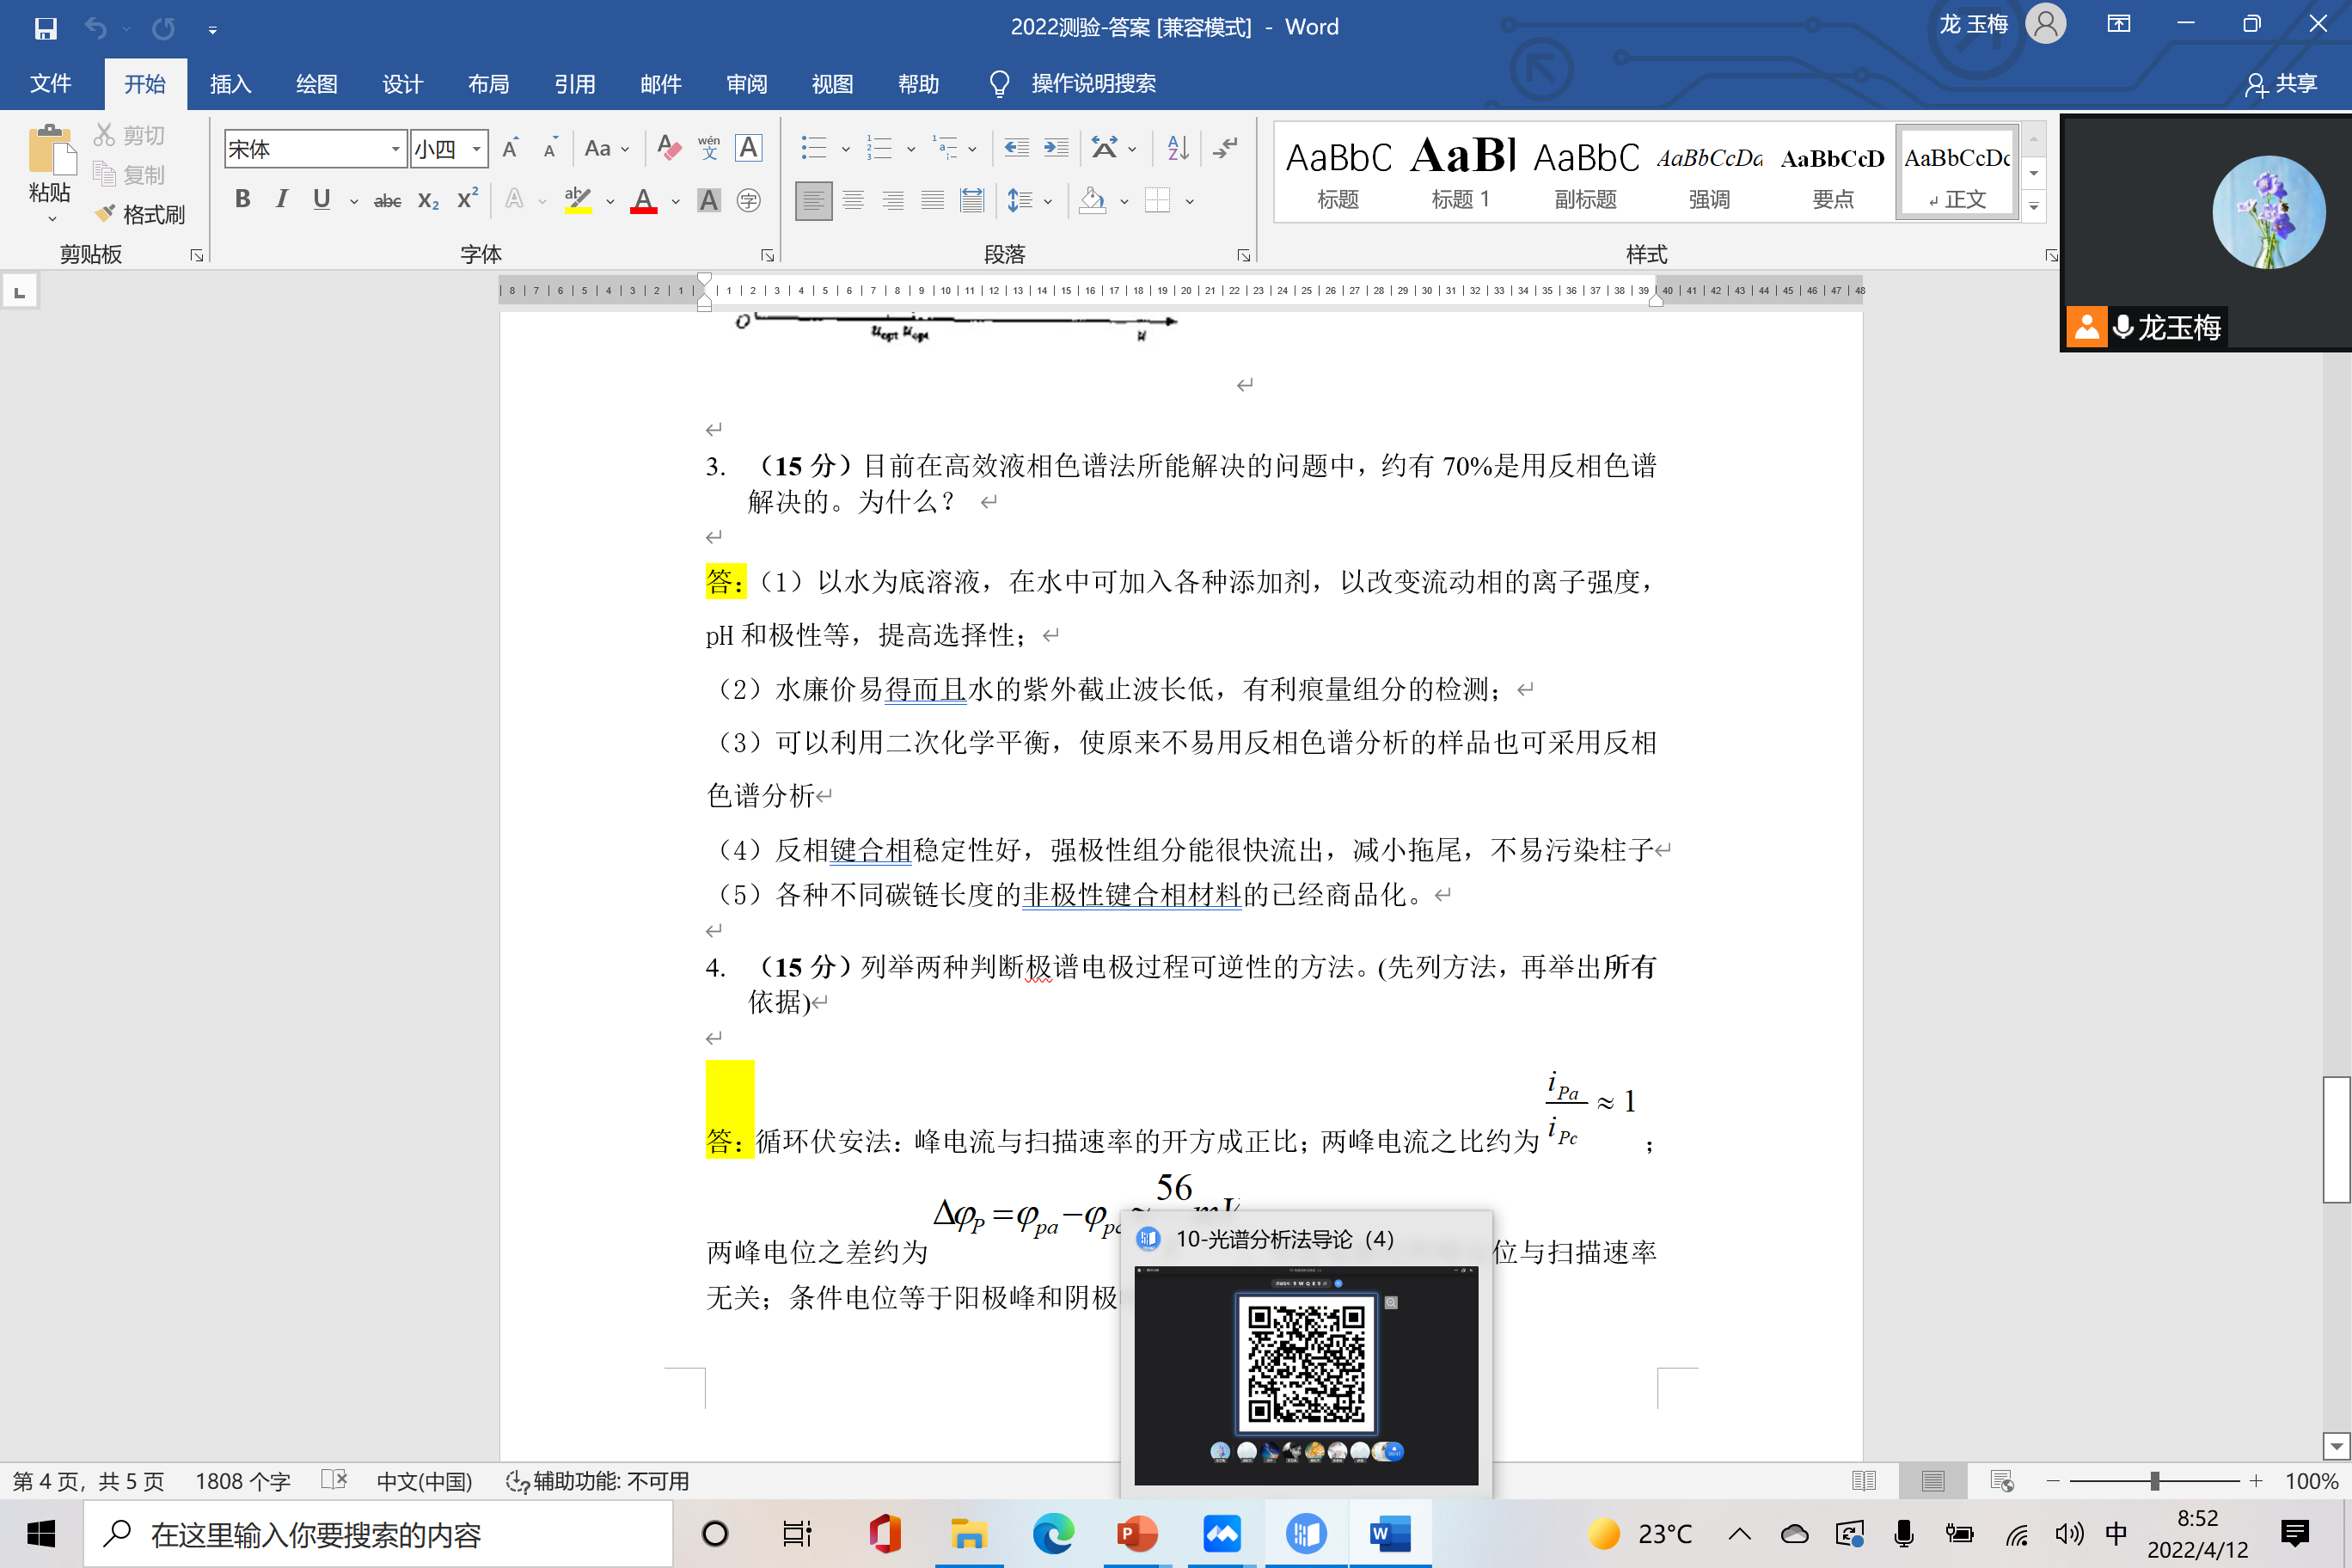 2022测验-答案 [兼容模式] - Word
龙 玉梅
文件 开始 插入 绘图 设计 布局 引用 邮件 审阅 视图 帮助 操作说明搜索 共享
粘贴 剪切 复制 格式刷
宋体 小四
标题 标题 1 副标题 强调 要点 正文
剪贴板 字体 段落 样式
龙玉梅
3. （15 分）目前在高效液相色谱法所能解决的问题中，约有 70%是用反相色谱
解决的。为什么？
答：（1）以水为底溶液，在水中可加入各种添加剂，以改变流动相的离子强度，
pH 和极性等，提高选择性；
（2）水廉价易得而且水的紫外截止波长低，有利痕量组分的检测；
（3）可以利用二次化学平衡，使原来不易用反相色谱分析的样品也可采用反相
色谱分析
（4）反相键合相稳定性好，强极性组分能很快流出，减小拖尾，不易污染柱子
（5）各种不同碳链长度的非极性键合相材料的已经商品化。
4. （15 分）列举两种判断极谱电极过程可逆性的方法。(先列方法，再举出所有
依据)
答：循环伏安法：峰电流与扫描速率的开方成正比；两峰电流之比约为 iPa/iPc ≈ 1 ；
两峰电位之差约为 ΔφP=φpa−φp ≈ 56 位与扫描速率
无关；条件电位等于阳极峰和阴极
10-光谱分析法导论（4）
第 4 页，共 5 页 1808 个字 中文(中国) 辅助功能: 不可用 100%
在这里输入你要搜索的内容
23°C 中 8:52
2022/4/12